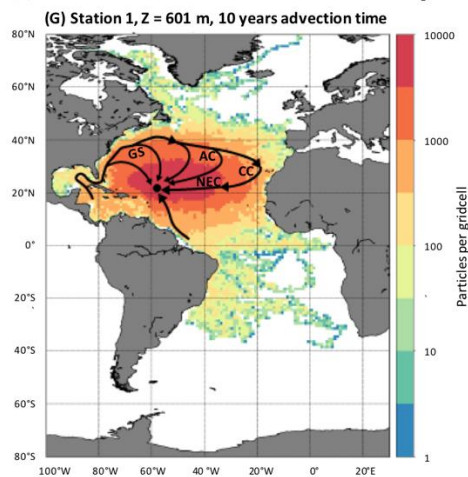 (G) Station 1, Z = 601 m, 10 years advection time
80°N
60°N
40°N
20°N
0°
20°S
40°S
60°S
80°S
100°W 80°W 60°W 40°W 20°W 0° 20°E
GS
AC
CC
NEC
10000
1000
100
10
1
Particles per gridcell